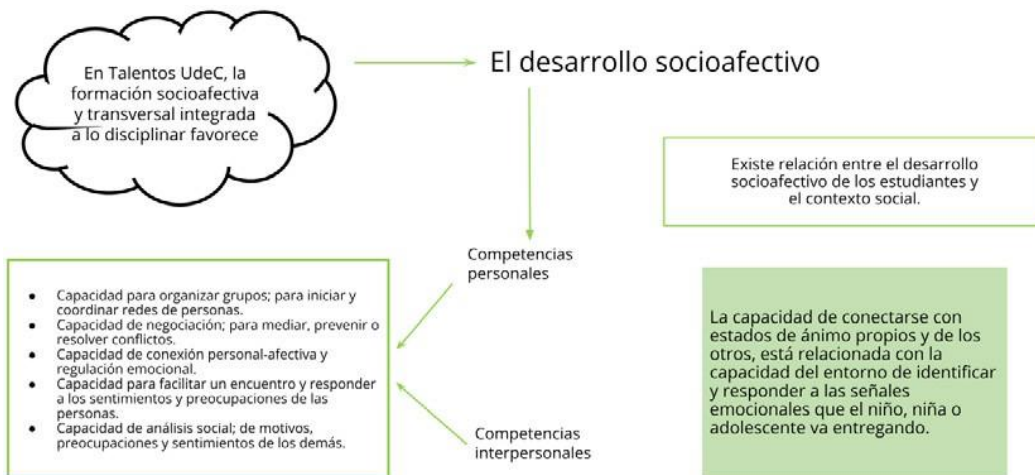 En Talentos UdeC, la
formación socioafectiva
y transversal integrada
a lo disciplinar favorece
El desarrollo socioafectivo
Existe relación entre el desarrollo
socioafectivo de los estudiantes y
el contexto social.
Competencias
personales
• Capacidad para organizar grupos; para iniciar y
coordinar redes de personas.
• Capacidad de negociación; para mediar, prevenir o
resolver conflictos.
• Capacidad de conexión personal-afectiva y
regulación emocional.
• Capacidad para facilitar un encuentro y responder
a los sentimientos y preocupaciones de las
personas.
• Capacidad de análisis social; de motivos,
preocupaciones y sentimientos de los demás.
La capacidad de conectarse con
estados de ánimo propios y de los
otros, está relacionada con la
capacidad del entorno de identificar
y responder a las señales
emocionales que el niño, niña o
adolescente va entregando.
Competencias
interpersonales